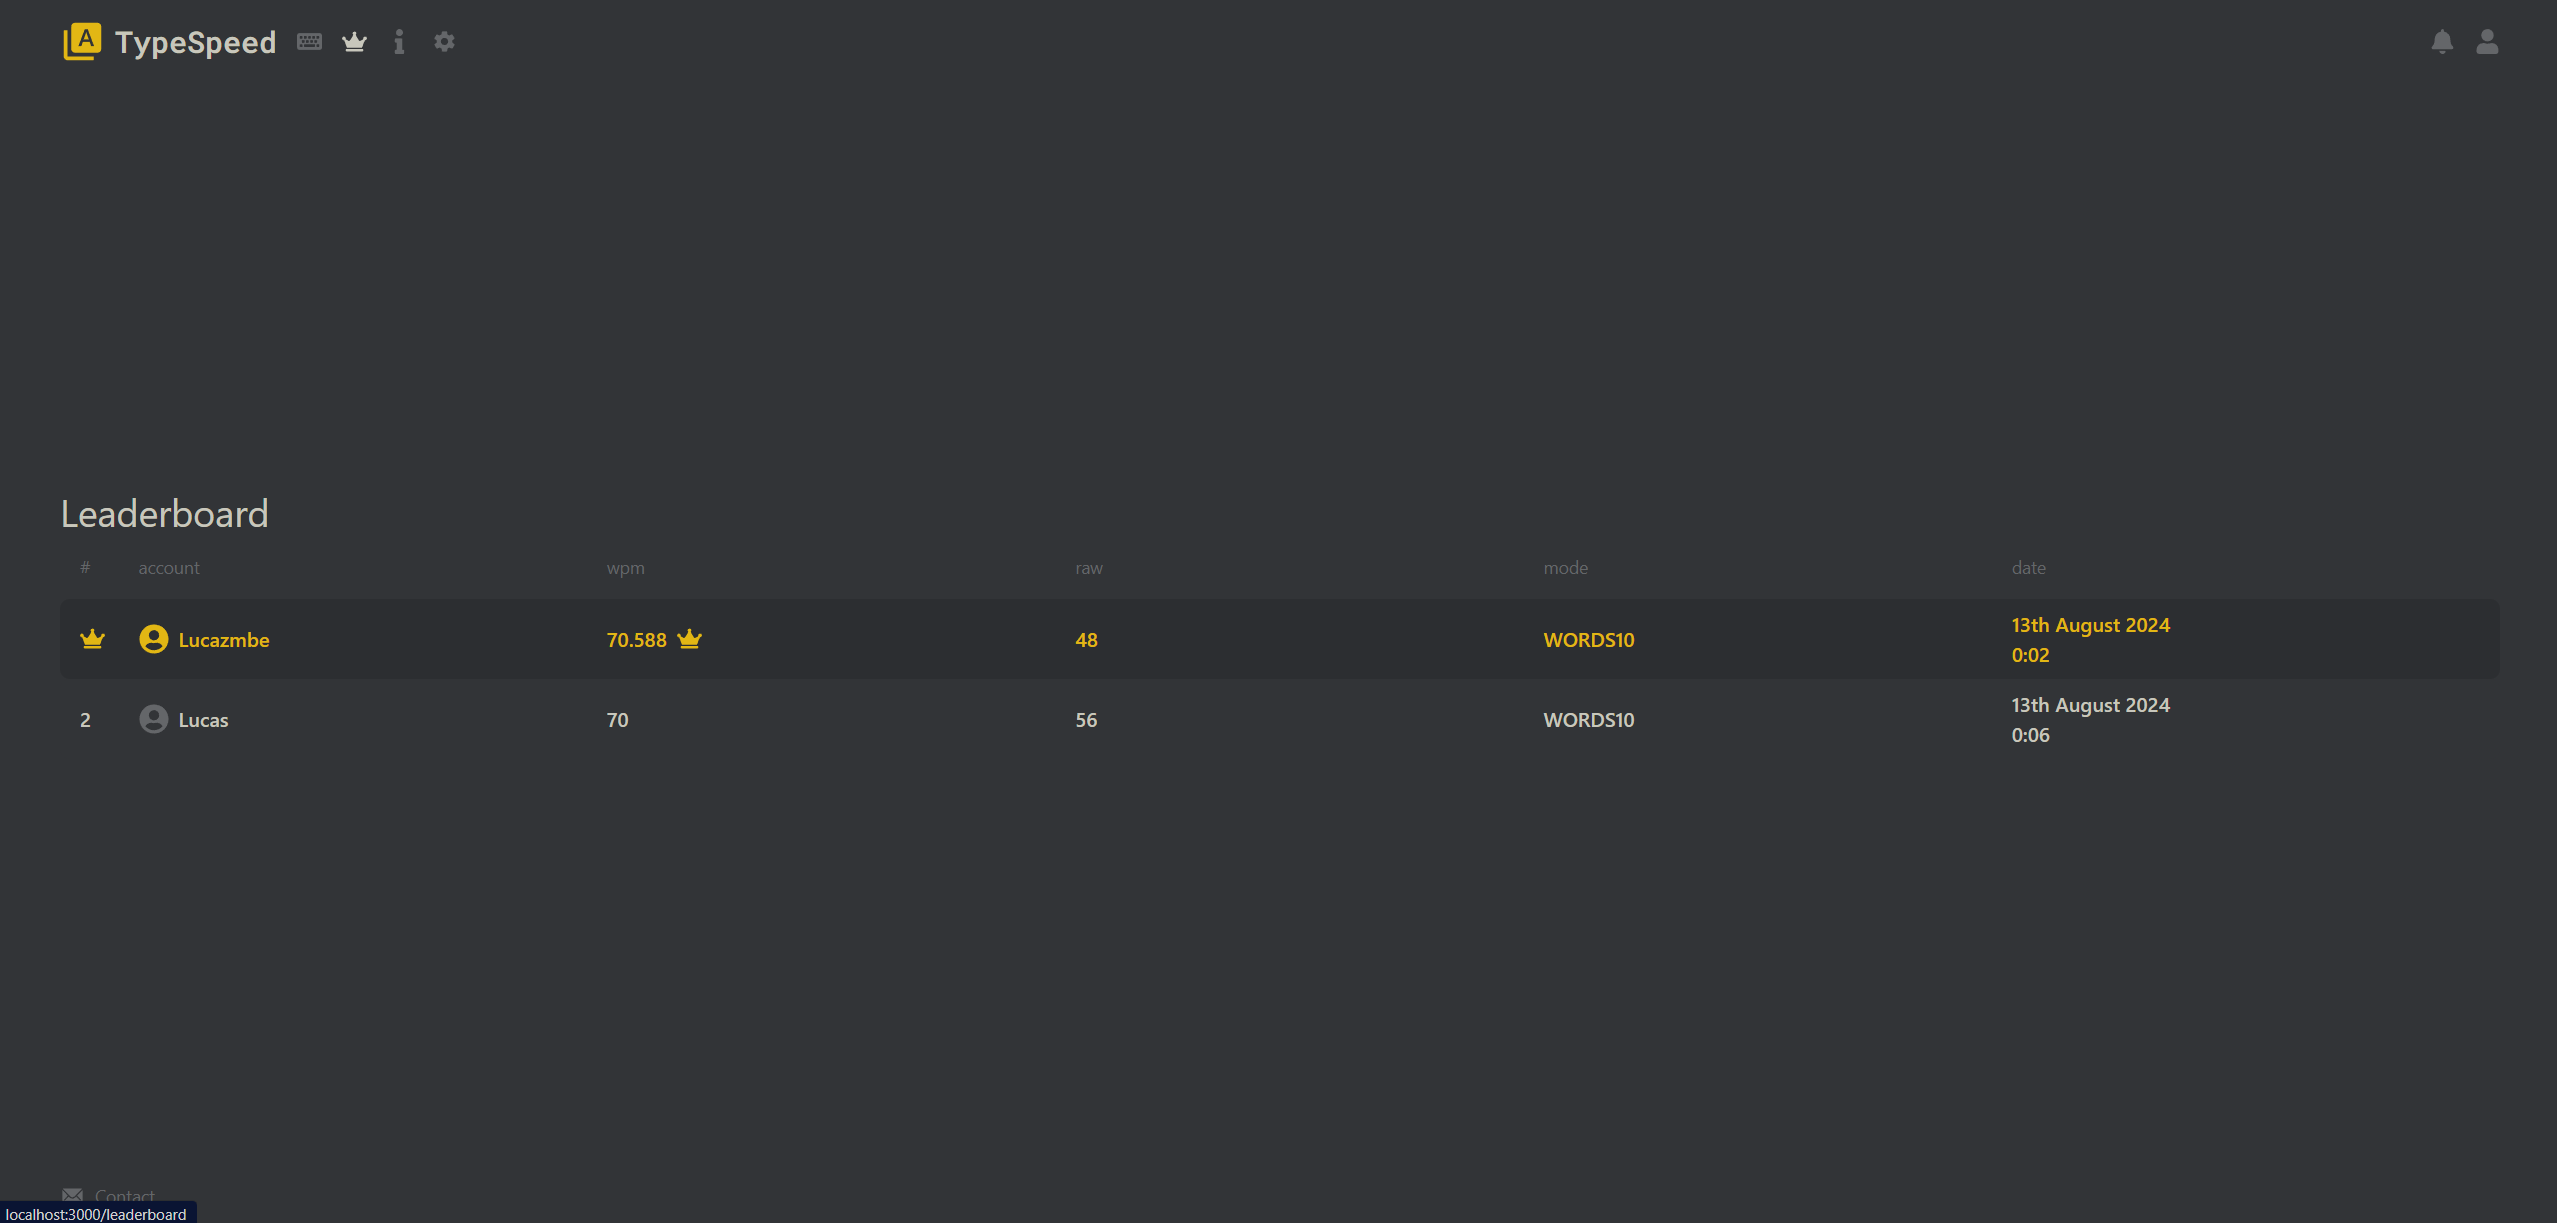 A TypeSpeed
Leaderboard
# account wpm raw mode date
Lucazmbe 70.588 48 WORDS10 13th August 2024
0:02
2 Lucas 70 56 WORDS10 13th August 2024
0:06
Contact
localhost:3000/leaderboard